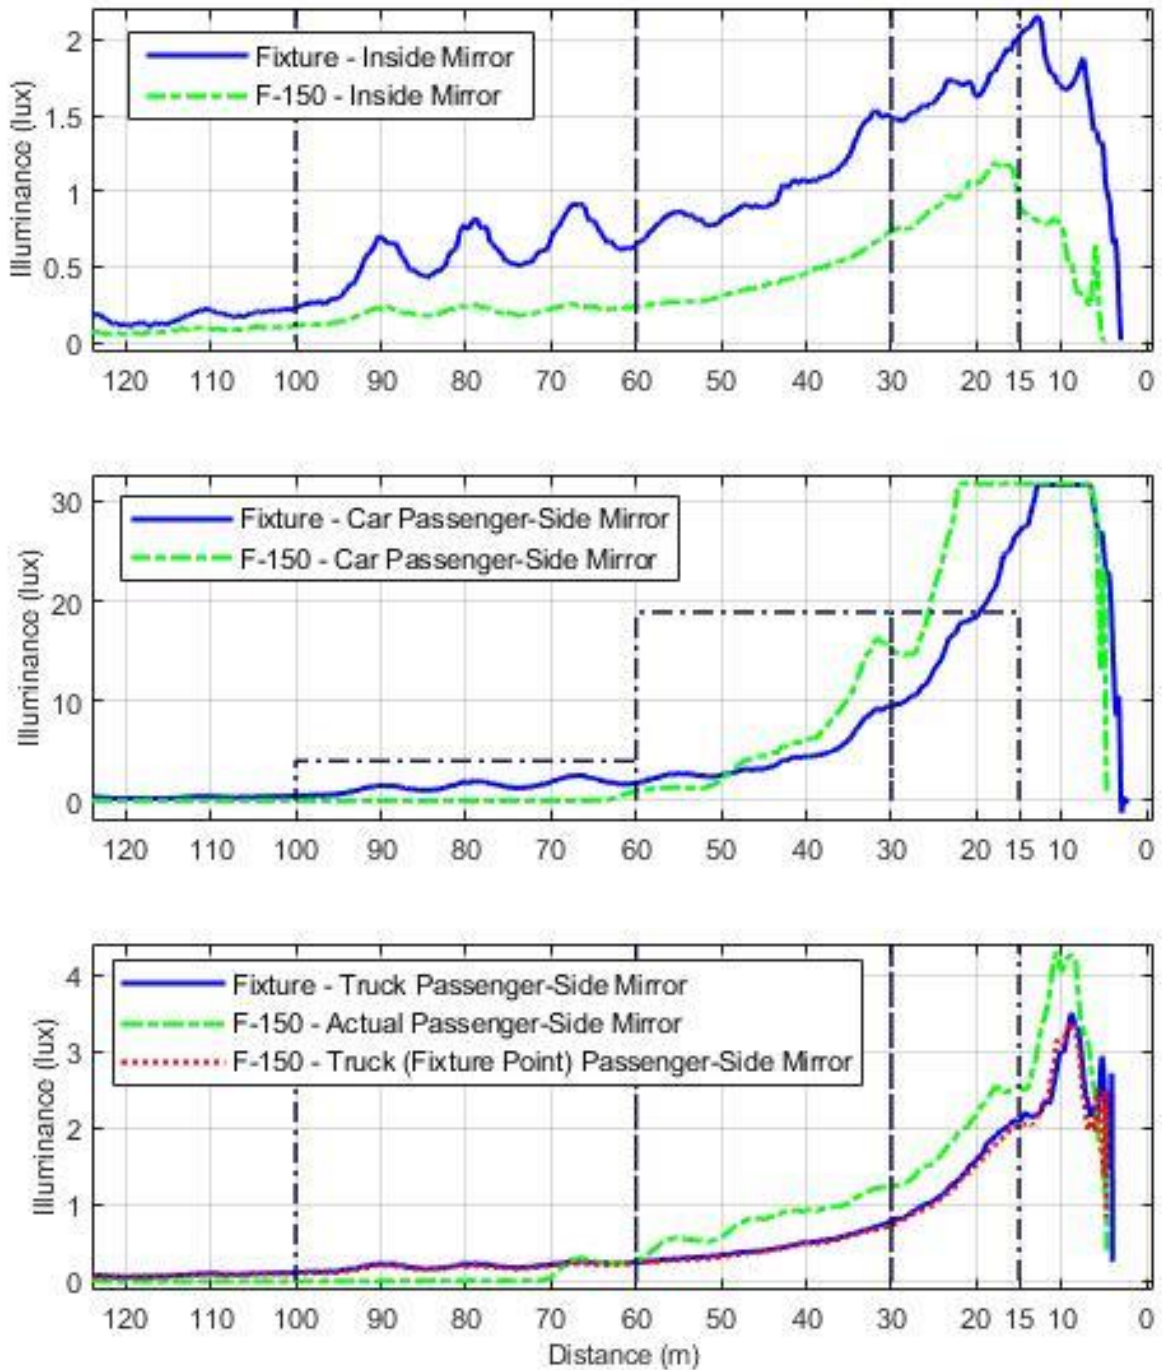 Fixture - Inside Mirror
F-150 - Inside Mirror
Illuminance (lux)
2
1.5
1
0.5
0
120 110 100 90 80 70 60 50 40 30 20 15 10 0
Fixture - Car Passenger-Side Mirror
F-150 - Car Passenger-Side Mirror
Illuminance (lux)
30
20
10
0
120 110 100 90 80 70 60 50 40 30 20 15 10 0
Fixture - Truck Passenger-Side Mirror
F-150 - Actual Passenger-Side Mirror
F-150 - Truck (Fixture Point) Passenger-Side Mirror
Illuminance (lux)
4
3
2
1
0
120 110 100 90 80 70 60 50 40 30 20 15 10 0
Distance (m)